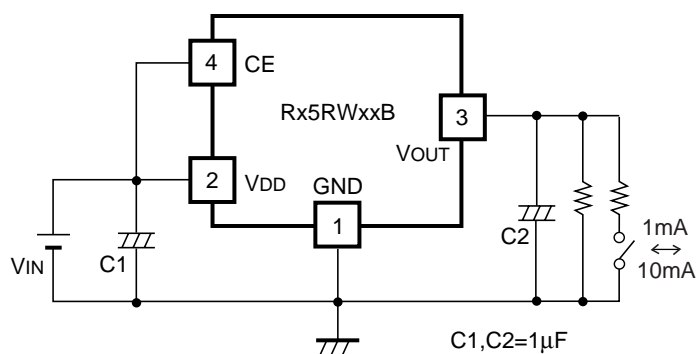 4
CE
Rx5RWxxB
3
VOUT
2
VDD
GND
1
VIN
C1
C2
1mA
10mA
C1,C2=1μF